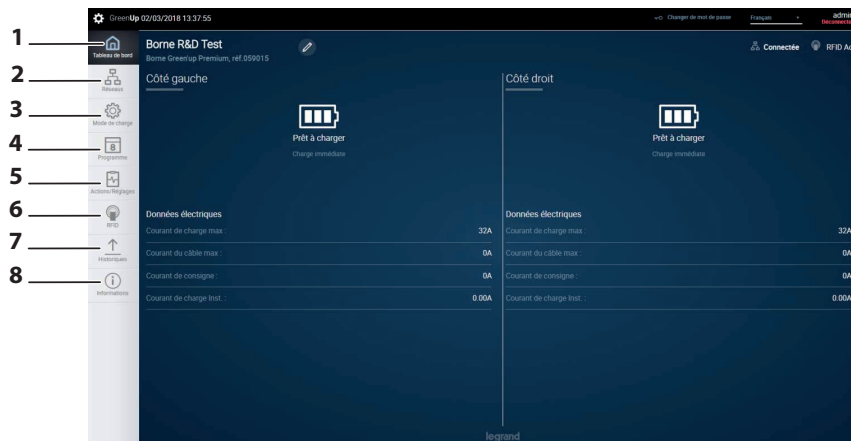 GreenUp 02/03/2018 13:37:55
Changer de mot de passe
Français
admin
Déconnecti
1
Tableau de bord
Borne R&D Test
Borne Green'up Premium, réf.059015
Connectée
RFID Ac
2
Réseaux
3
Mode de charge
4
8
Programme
5
Actions/Réglages
6
RFID
7
Historiques
8
Informations
Côté gauche
Prêt à charger
Charge immédiate
Données électriques
Courant de charge max : 32A
Courant du câble max : 0A
Courant de consigne : 0A
Courant de charge Inst. : 0.00A
Côté droit
Prêt à charger
Charge immédiate
Données électriques
Courant de charge max : 32A
Courant du câble max : 0A
Courant de consigne : 0A
Courant de charge Inst. : 0.00A
legrand